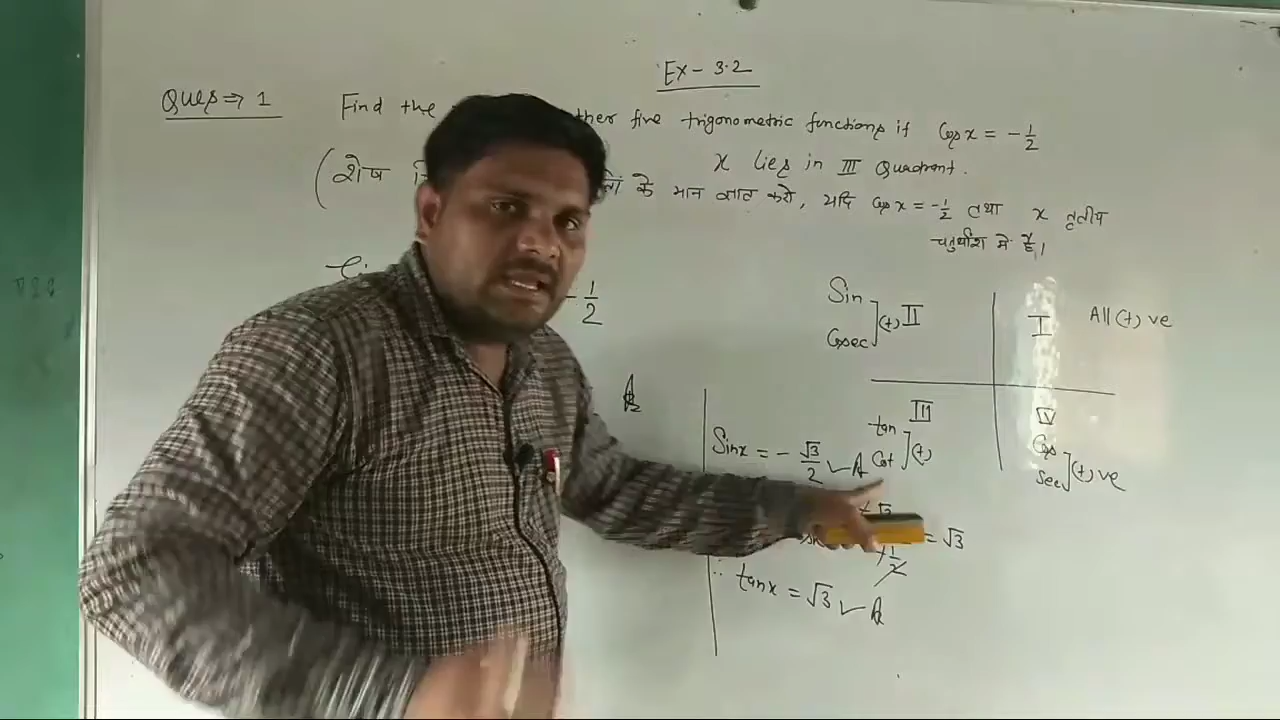 Ex- 3.2
Ques⇒ 1 Find the ther five trigonometric functions if Cos x = -1/2
x lies in III Quadrant.
(शेष के मान ज्ञात करो, यदि Cos x = -1/2 तथा x तृतीय
चतुर्थांश में है।
-1/2
Sin
Cosec ](+) II
I All (+) ve
III
tan
Cot ](+)
IV
Cos
Sec ](+) ve
Sinx = - √3/2
= √3
∴ tanx = √3